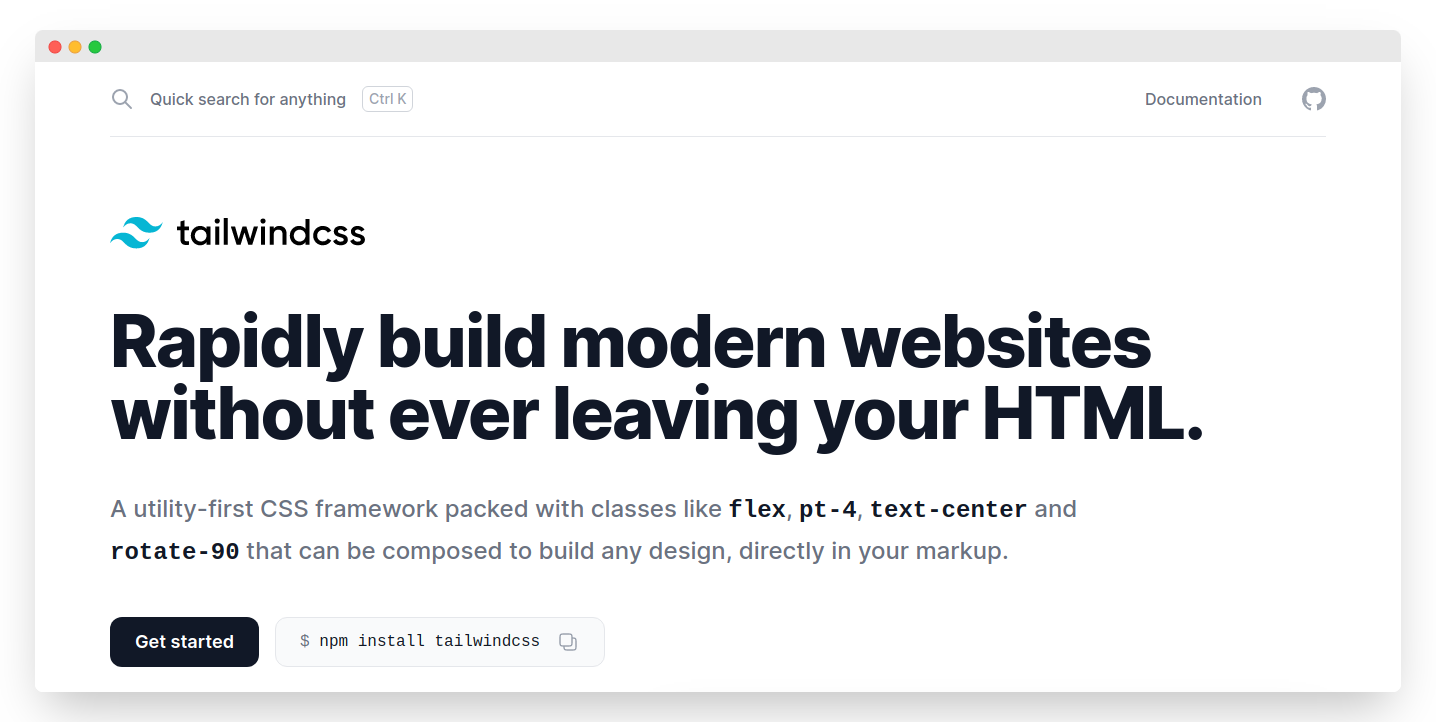 Quick search for anything Ctrl K Documentation
tailwindcss
Rapidly build modern websites
without ever leaving your HTML.
A utility-first CSS framework packed with classes like flex, pt-4, text-center and
rotate-90 that can be composed to build any design, directly in your markup.
Get started $ npm install tailwindcss